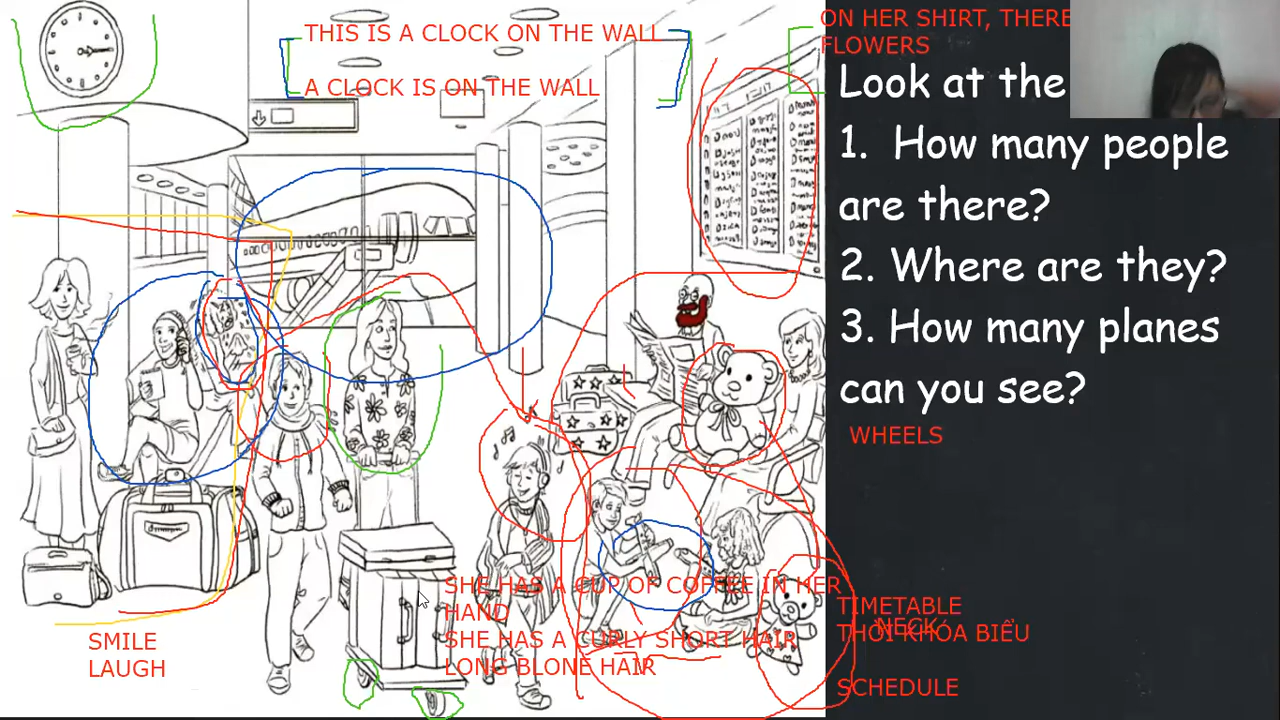 THIS IS A CLOCK ON THE WALL
A CLOCK IS ON THE WALL
ON HER SHIRT, THERE
FLOWERS
Look at the
1. How many people
are there?
2. Where are they?
3. How many planes
can you see?
WHEELS
SHE HAS A CUP OF COFFEE IN HER
HAND
SHE HAS A CURLY SHORT HAIR
LONG BLONE HAIR
SMILE
LAUGH
TIMETABLE
NECK
THỜI KHÓA BIỂU
SCHEDULE